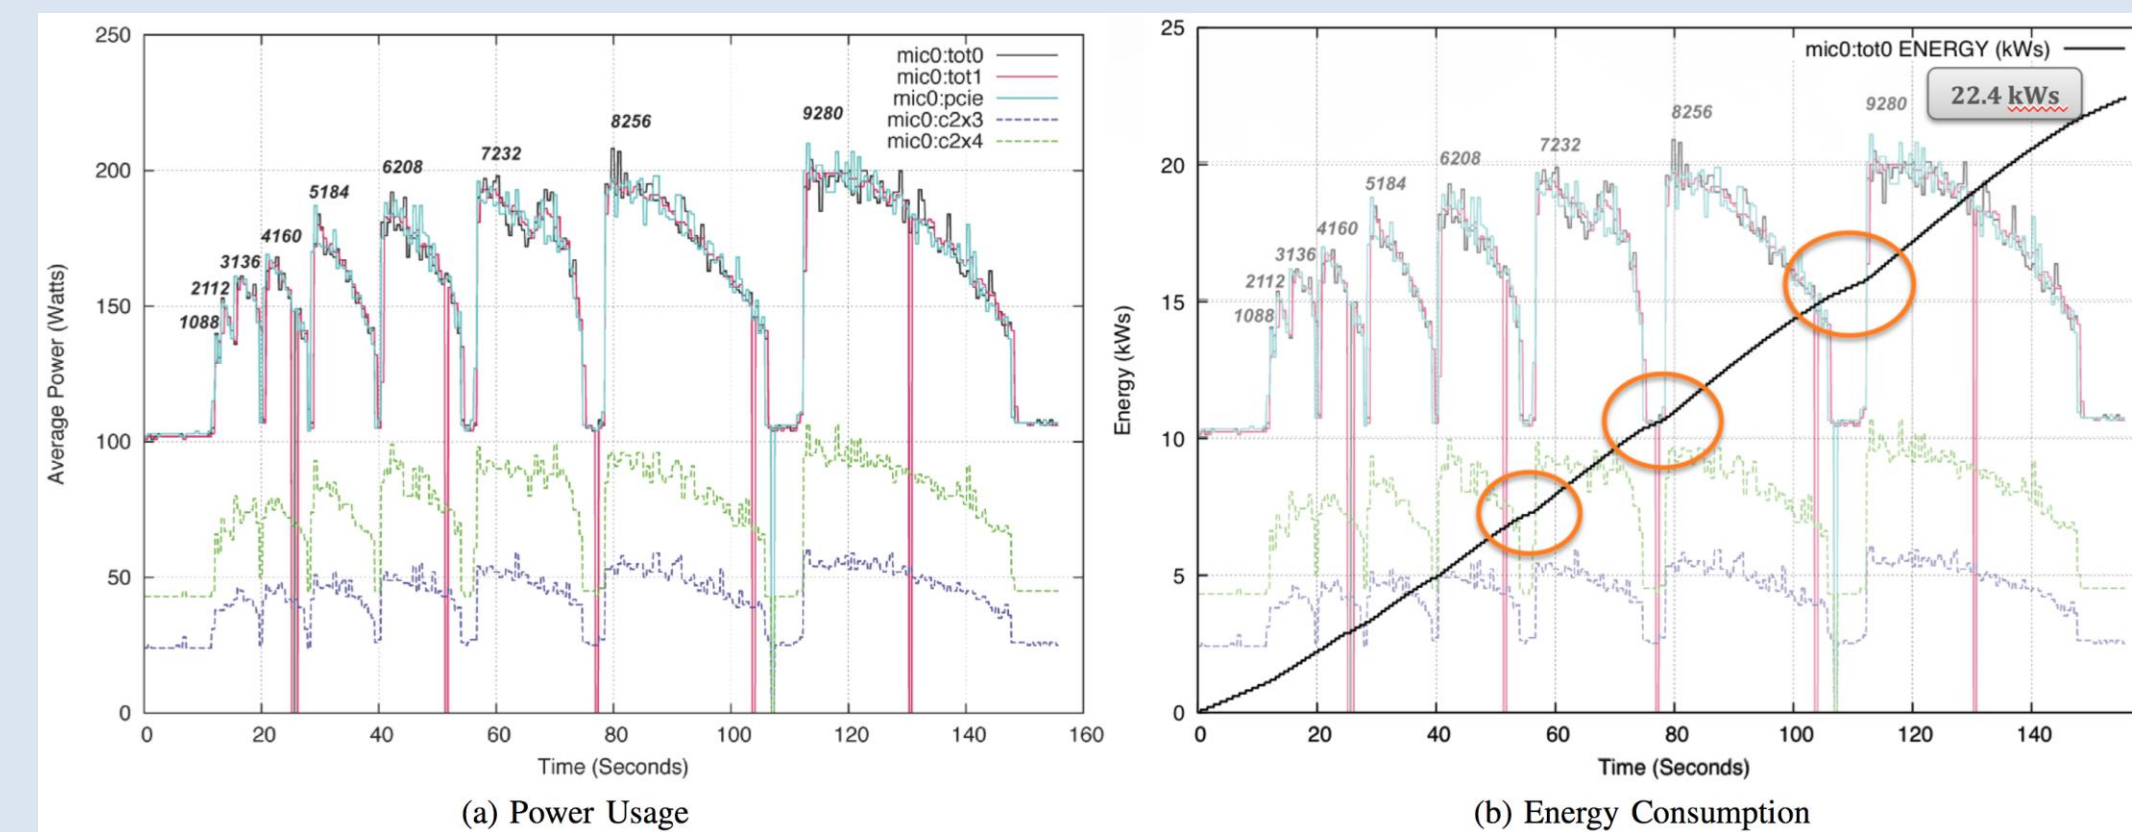 250
200
150
100
50
0
Average Power (Watts)
0 20 40 60 80 100 120 140 160
Time (Seconds)
mic0:tot0
mic0:tot1
mic0:pcie
mic0:c2x3
mic0:c2x4
1088
2112
3136
4160
5184
6208
7232
8256
9280
(a) Power Usage
25
20
15
10
5
0
Energy (kWs)
0 20 40 60 80 100 120 140
Time (Seconds)
mic0:tot0 ENERGY (kWs)
22.4 kWs
1088
2112
3136
4160
5184
6208
7232
8256
9280
(b) Energy Consumption